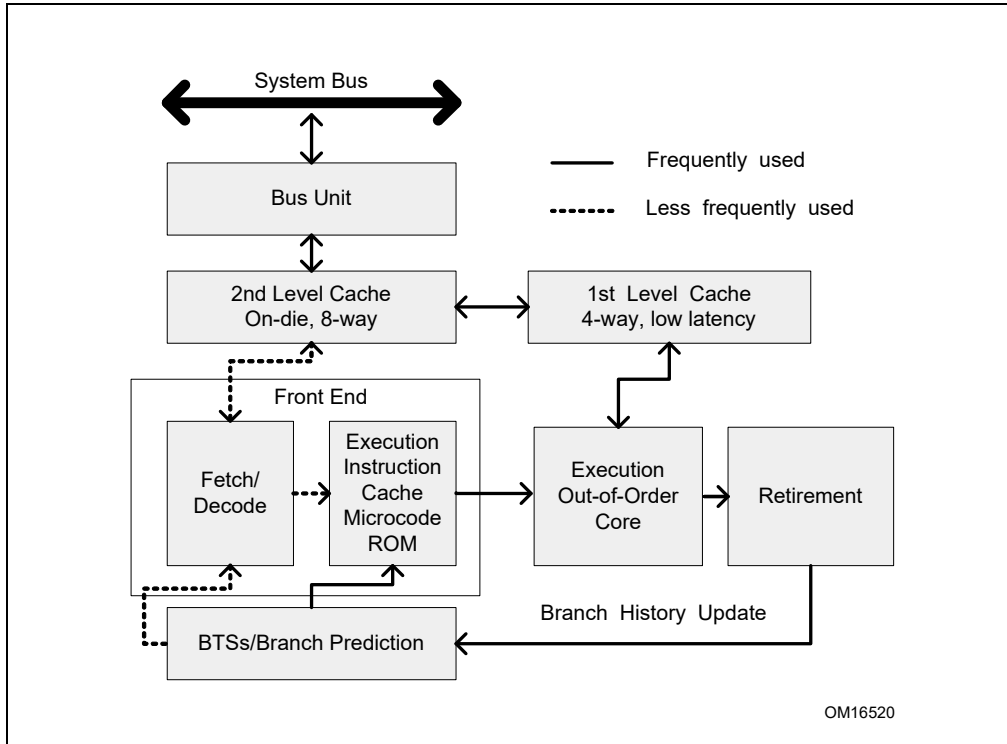 System Bus
Frequently used
Less frequently used
Bus Unit
2nd Level Cache
On-die, 8-way
1st Level Cache
4-way, low latency
Front End
Fetch/
Decode
Execution
Instruction
Cache
Microcode
ROM
Execution
Out-of-Order
Core
Retirement
Branch History Update
BTSs/Branch Prediction
OM16520